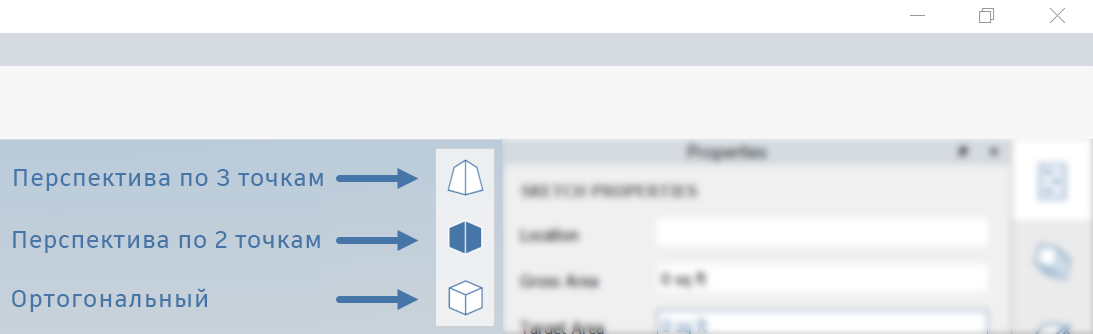 Properties
Перспектива по 3 точкам
SKETCH PROPERTIES
Перспектива по 2 точкам
Location
Gross Area 0 sq ft
Ортогональный
Target Area 0 sq ft